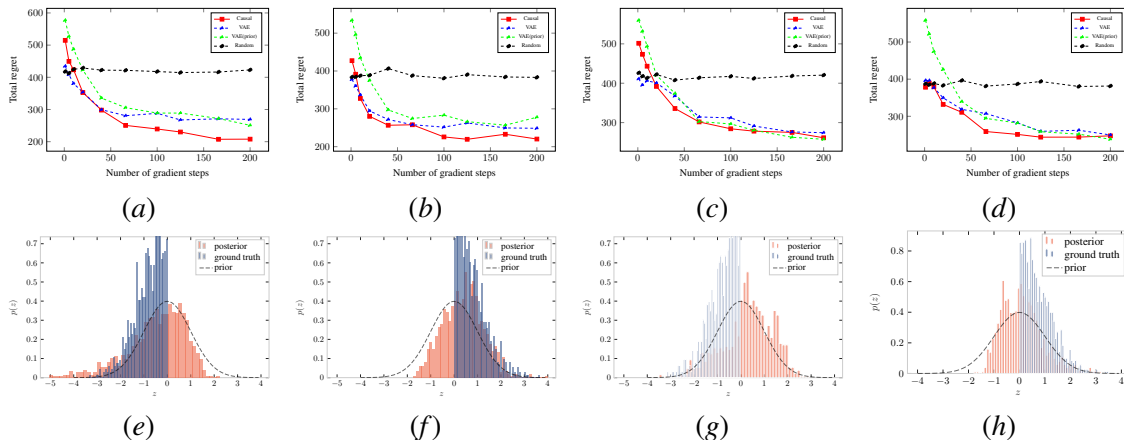 Total regret
600
500
400
300
200
0
50
100
150
200
Number of gradient steps
Causal
VAE
VAE(prior)
Random
(a)
Total regret
500
400
300
200
0
50
100
150
200
Number of gradient steps
Causal
VAE
VAE(prior)
Random
(b)
Total regret
500
400
300
0
50
100
150
200
Number of gradient steps
Causal
VAE
VAE(prior)
Random
(c)
Total regret
500
400
300
200
0
50
100
150
200
Number of gradient steps
Causal
VAE
VAE(prior)
Random
(d)
p(z)
0.7
0.6
0.5
0.4
0.3
0.2
0.1
0
−5 −4 −3 −2 −1 0 1 2 3 4
z
posterior
ground truth
prior
(e)
p(z)
0.7
0.6
0.5
0.4
0.3
0.2
0.1
0
−5 −4 −3 −2 −1 0 1 2 3 4
z
posterior
ground truth
prior
(f)
p(z)
0.7
0.6
0.5
0.4
0.3
0.2
0.1
0
−5 −4 −3 −2 −1 0 1 2 3 4
z
posterior
ground truth
prior
(g)
p(z)
0.8
0.6
0.4
0.2
0
−4 −3 −2 −1 0 1 2 3 4
z
posterior
ground truth
prior
(h)